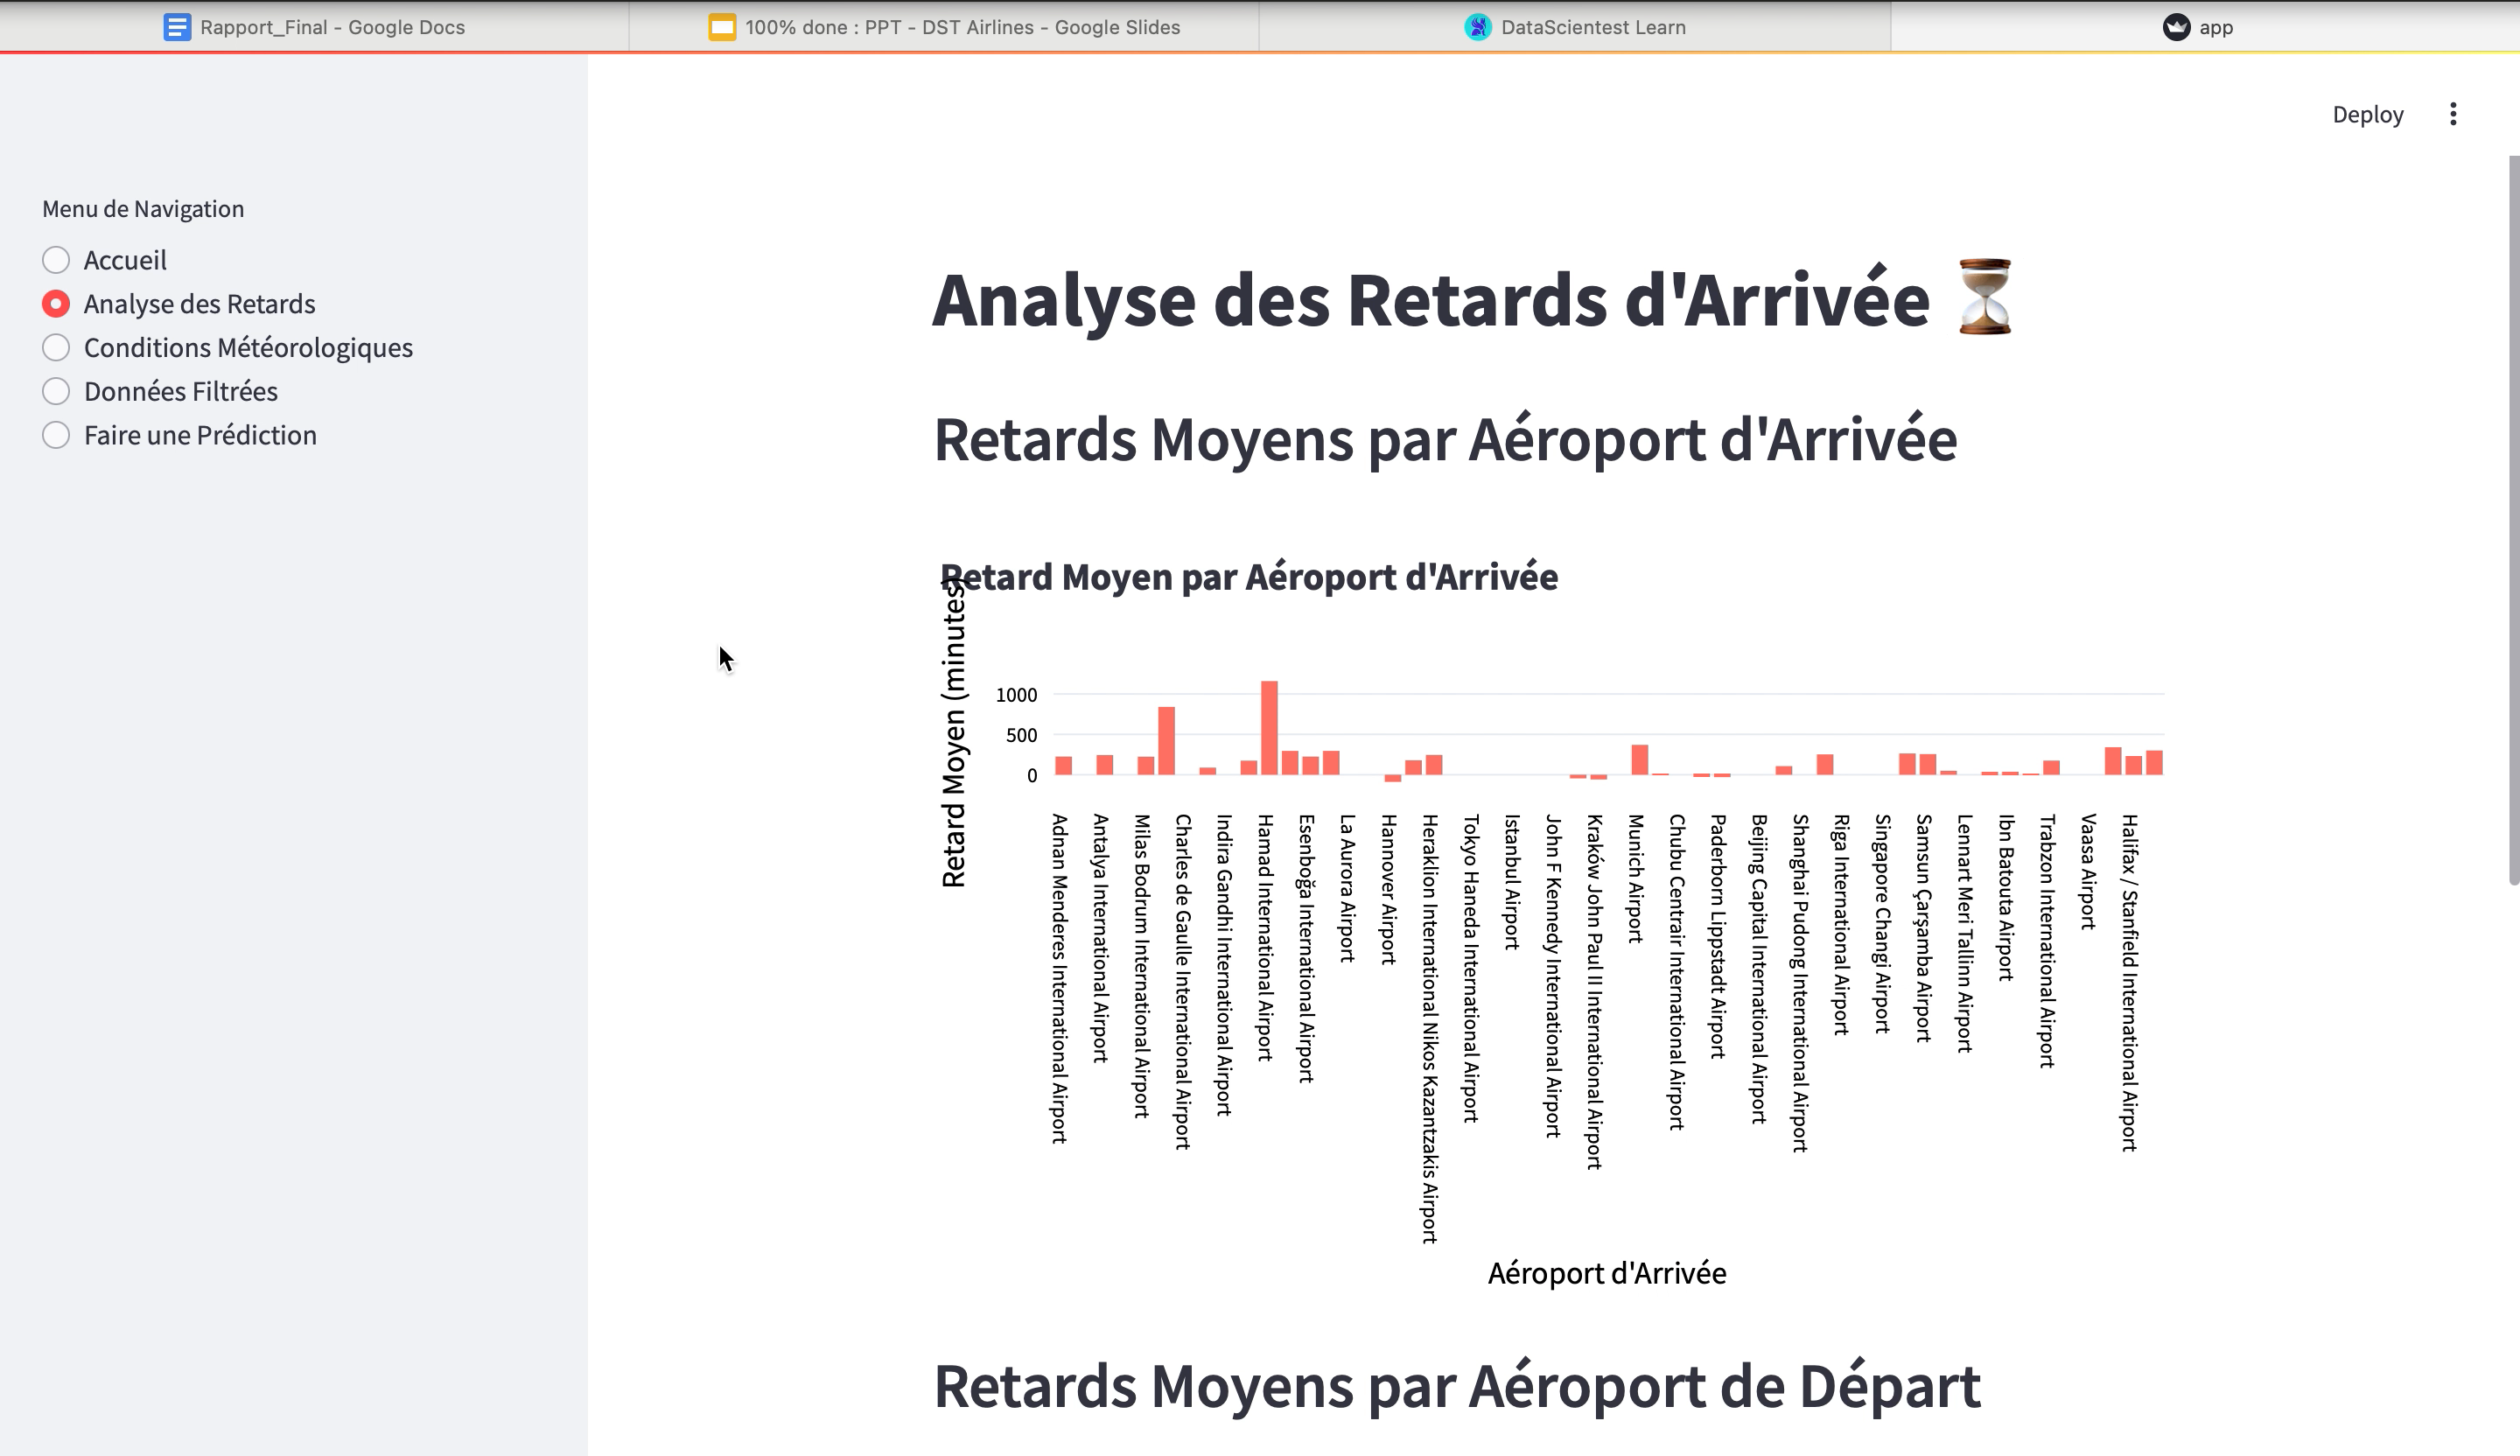 Rapport_Final - Google Docs
100% done : PPT - DST Airlines - Google Slides
DataScientest Learn
app
Deploy
Menu de Navigation
Accueil
Analyse des Retards
Conditions Météorologiques
Données Filtrées
Faire une Prédiction
Analyse des Retards d'Arrivée ⏳
Retards Moyens par Aéroport d'Arrivée
Retard Moyen par Aéroport d'Arrivée
Retard Moyen (minutes)
1000
500
0
Adnan Menderes International Airport
Antalya International Airport
Milas Bodrum International Airport
Charles de Gaulle International Airport
Indira Gandhi International Airport
Hamad International Airport
Esenboğa International Airport
La Aurora Airport
Hannover Airport
Heraklion International Nikos Kazantzakis Airport
Tokyo Haneda International Airport
Istanbul Airport
John F Kennedy International Airport
Kraków John Paul II International Airport
Munich Airport
Chubu Centrair International Airport
Paderborn Lippstadt Airport
Beijing Capital International Airport
Shanghai Pudong International Airport
Riga International Airport
Singapore Changi Airport
Samsun Çarşamba Airport
Lennart Meri Tallinn Airport
Ibn Batouta Airport
Trabzon International Airport
Vaasa Airport
Halifax / Stanfield International Airport
Aéroport d'Arrivée
Retards Moyens par Aéroport de Départ